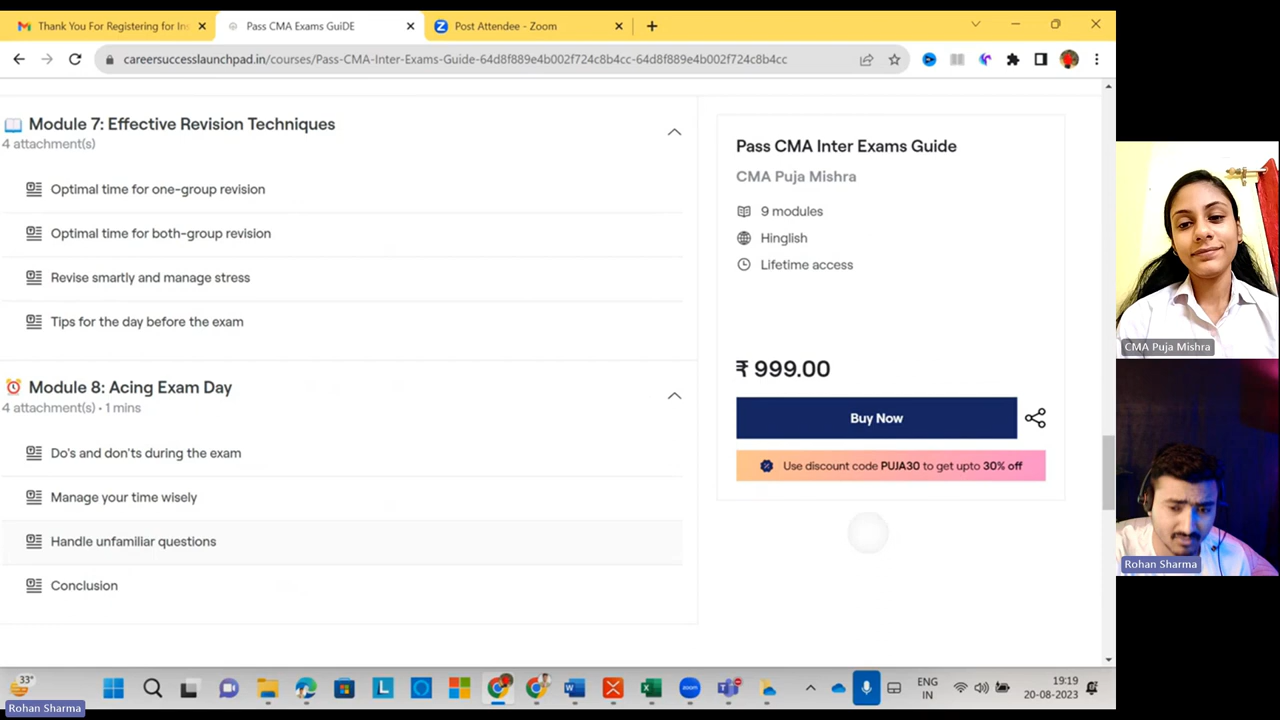 Thank You For Registering for Ins
Pass CMA Exams GuiDE
Post Attendee - Zoom
careersuccesslaunchpad.in/courses/Pass-CMA-Inter-Exams-Guide-64d8f889e4b002f724c8b4cc-64d8f889e4b002f724c8b4cc
Module 7: Effective Revision Techniques
4 attachment(s)
Optimal time for one-group revision
Optimal time for both-group revision
Revise smartly and manage stress
Tips for the day before the exam
Module 8: Acing Exam Day
4 attachment(s) • 1 mins
Do's and don'ts during the exam
Manage your time wisely
Handle unfamiliar questions
Conclusion
Pass CMA Inter Exams Guide
CMA Puja Mishra
9 modules
Hinglish
Lifetime access
₹ 999.00
Buy Now
Use discount code PUJA30 to get upto 30% off
CMA Puja Mishra
Rohan Sharma
33°
zoom
ENG
IN
19:19
20-08-2023
Rohan Sharma